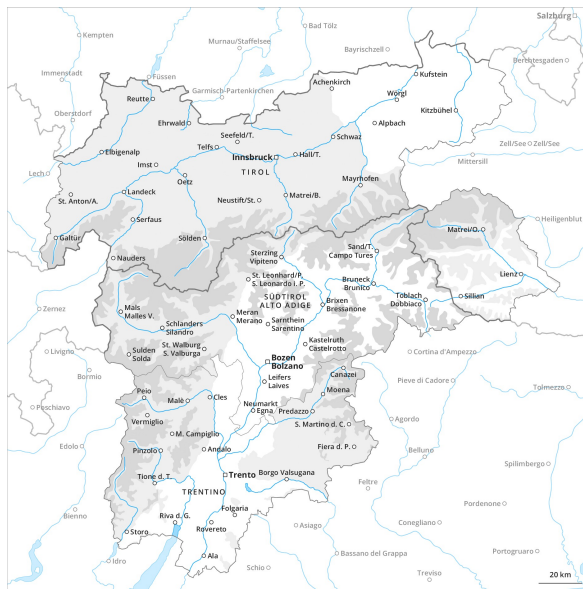 Salzburg
Bad Tölz
Kempten
Murnau/Staffelsee
Bayrischzell
Berchtesgaden
Immenstadt
Füssen
Kufstein
Garmisch-Partenkirchen
Achenkirch
Reutte
Wörgl
Oberstdorf
Kitzbühel
Ehrwald
Alpbach
Seefeld/T.
Schwaz
Telfs
Zell/See
Zell/See
Elbigenalp
Innsbruck
Hall/T.
Mittersill
Imst
Lech
TIROL
Oetz
Mayrhofen
Landeck
St. Anton/A.
Matrei/B.
Neustift/St.
Serfaus
Heiligenblut
Matrei/O.
Galtür
Sölden
Sand/T.
Campo Tures
Sterzing
Vipiteno
Nauders
Lienz
St. Leonhard/P.
S. Leonardo i. P.
Bruneck
Brunico
Toblach
Dobbiaco
Sillian
SÜDTIROL
ALTO ADIGE
Brixen
Bressanone
Zernez
Mals
Malles V.
Meran
Merano
Sarnthein
Sarentino
Schlanders
Silandro
Kastelruth
Castelrotto
St. Walburg
S. Valburga
Livigno
Sulden
Solda
Cortina d'Ampezzo
Bozen
Bolzano
Bormio
Canazei
Leifers
Laives
Pieve di Cadore
Tolmezzo
Peio
Moena
Cles
Malè
Poschiavo
Neumarkt
Egna
Predazzo
Vermiglio
Agordo
S. Martino d. C.
M. Campiglio
Edolo
Pinzolo
Andalo
Fiera d. P.
Belluno
Spilimbergo
Trento
Borgo Valsugana
Tione d. T.
Feltre
TRENTINO
Pordenone
Bienno
Folgaria
Riva d. G.
Conegliano
Storo
Rovereto
Asiago
Portogruaro
Ala
Bassano del Grappa
Idro
Schio
Treviso
20 km